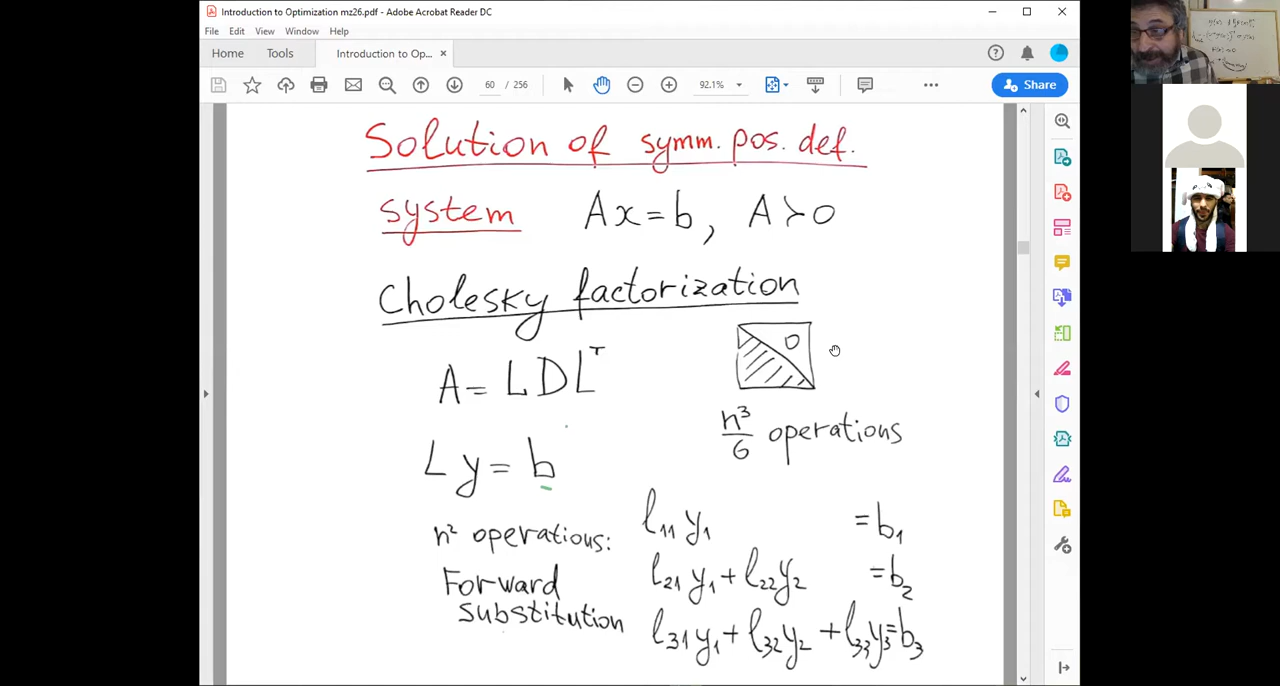 Introduction to Optimization mz26.pdf - Adobe Acrobat Reader DC
File Edit View Window Help
Home Tools Introduction to Op... ×
60 / 256 92.1% Share
Solution of symm. pos. def.
system Ax = b, A ≻ 0
Cholesky factorization
0
A = LDLᵀ
n³/6 operations
Ly = b
n² operations:
Forward
substitution
l₁₁y₁ = b₁
l₂₁y₁ + l₂₂y₂ = b₂
l₃₁y₁ + l₃₂y₂ + l₃₃y₃ = b₃